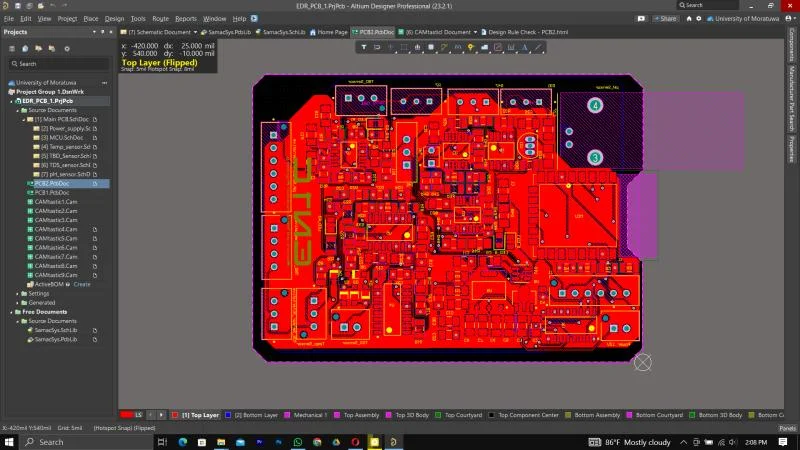 EDR_PCB_1.PrjPcb - Altium Designer Professional (23.2.1)
Search
File Edit View Project Place Design Tools Route Reports Window Help
Share
University of Moratuwa
Projects
[7] Schematic Document
SamacSys.PcbLib
SamacSys.SchLib
Home Page
PCB2.PcbDoc
[6] CAMtastic! Document
Design Rule Check - PCB2.html
x: -420.000 dx: 25.000 mil
y: 540.000 dy: -10.000 mil
Top Layer (Flipped)
Snap: 5mil Hotspot Snap: 8mil
Search
University of Moratuwa
Project Group 1.DsnWrk
EDR_PCB_1.PrjPcb
Source Documents
[1] Main PCB.SchDoc
[2] Power_supply.Sc
[3] MCU.SchDoc
[4] Temp_sensor.Scl
[5] TBD_Sensor.Sc
[6] TDS_sensor.SchD
[7] pH_sensor.SchD
PCB2.PcbDoc
PCB1.PcbDoc
CAMtastic1.Cam
CAMtastic2.Cam
CAMtastic4.Cam
CAMtastic5.Cam
CAMtastic6.Cam
CAMtastic7.Cam
CAMtastic8.Cam
CAMtastic3.Cam
CAMtastic9.Cam
ActiveBOM Create
Settings
Generated
Free Documents
Source Documents
SamacSys.SchLib
SamacSys.PcbLib
Components
Manufacturer Part Search
Properties
4
3
ENTC
LS
[1] Top Layer
[2] Bottom Layer
Mechanical 1
Top Assembly
Top 3D Body
Top Courtyard
Top Component Center
Bottom Assembly
Bottom Courtyard
Bottom 3D Body
X:-420mil Y:540mil Grid: 5mil (Hotspot Snap) (Flipped)
Panels
Search
86°F Mostly cloudy
2:08 PM